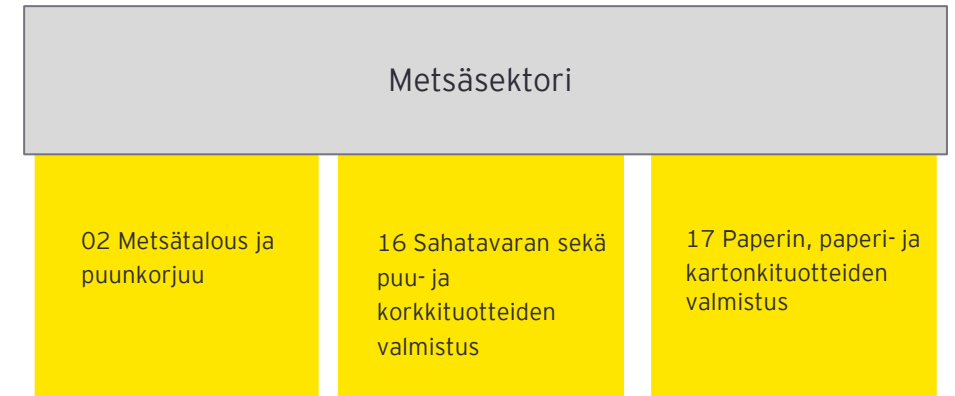 Metsäsektori
02 Metsätalous ja
puunkorjuu
16 Sahatavaran sekä
puu- ja
korkkituotteiden
valmistus
17 Paperin, paperi- ja
kartonkituotteiden
valmistus